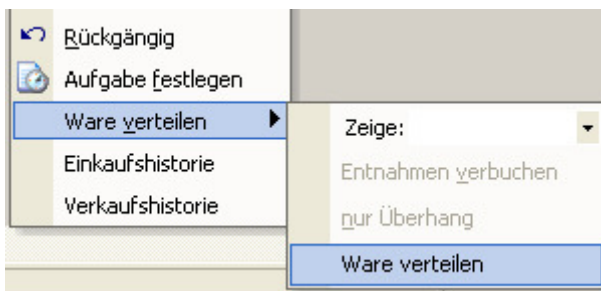 Rückgängig
Aufgabe festlegen
Ware verteilen
Einkaufshistorie
Verkaufshistorie
Zeige:
Entnahmen verbuchen
nur Überhang
Ware verteilen